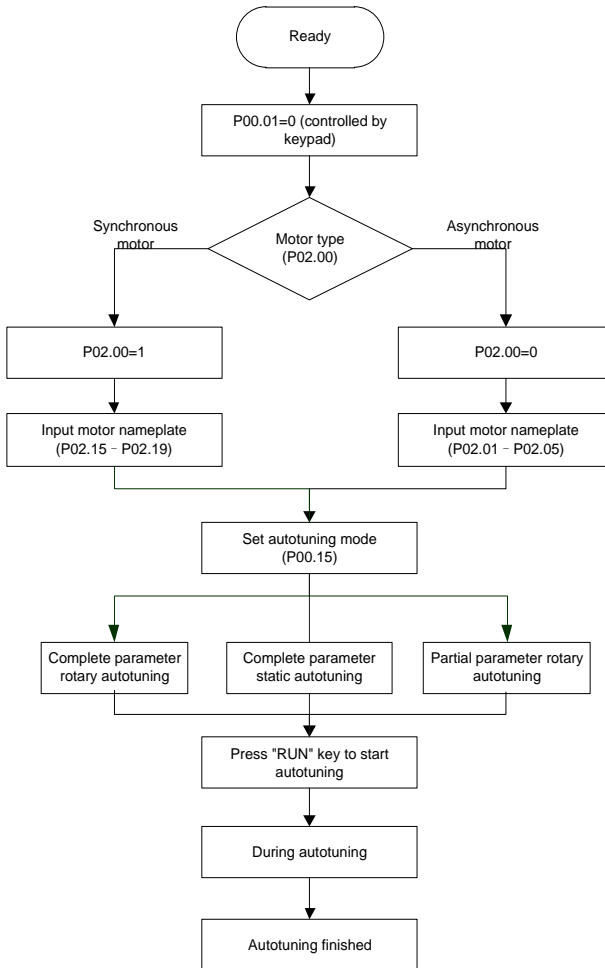 Ready
P00.01=0 (controlled by
keypad)
Synchronous
motor
Motor type
(P02.00)
Asynchronous
motor
P02.00=1
P02.00=0
Input motor nameplate
(P02.15–P02.19)
Input motor nameplate
(P02.01–P02.05)
Set autotuning mode
(P00.15)
Complete parameter
rotary autotuning
Complete parameter
static autotuning
Partial parameter rotary
autotuning
Press "RUN" key to start
autotuning
During autotuning
Autotuning finished